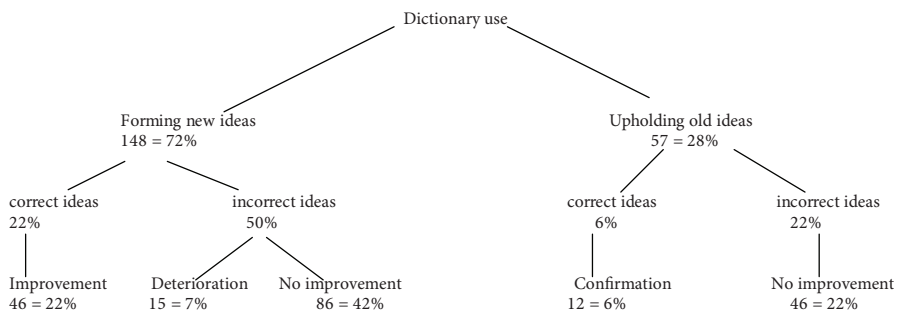 Dictionary use
Forming new ideas
148 = 72%
Upholding old ideas
57 = 28%
correct ideas
22%
incorrect ideas
50%
correct ideas
6%
incorrect ideas
22%
Improvement
46 = 22%
Deterioration
15 = 7%
No improvement
86 = 42%
Confirmation
12 = 6%
No improvement
46 = 22%